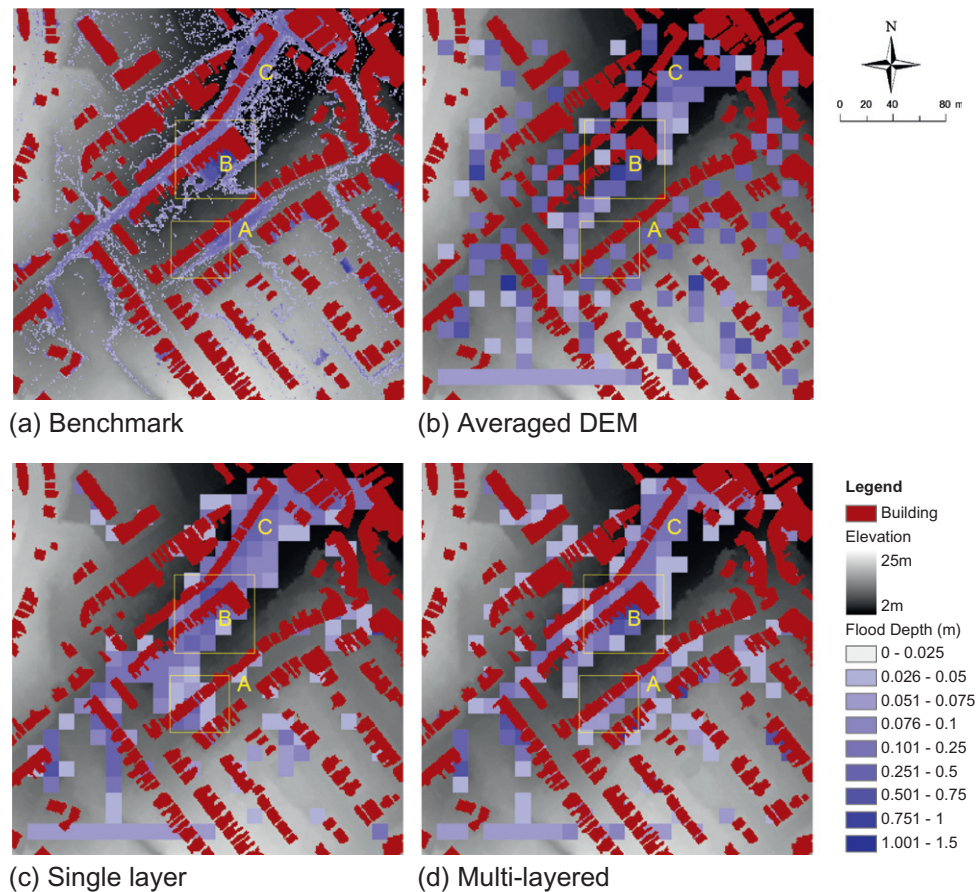 C
B
A
(a) Benchmark
C
B
A
(b) Averaged DEM
N
0 20 40 80 m
C
B
A
(c) Single layer
C
B
A
(d) Multi-layered
Legend
Building
Elevation
25m
2m
Flood Depth (m)
0 - 0.025
0.026 - 0.05
0.051 - 0.075
0.076 - 0.1
0.101 - 0.25
0.251 - 0.5
0.501 - 0.75
0.751 - 1
1.001 - 1.5